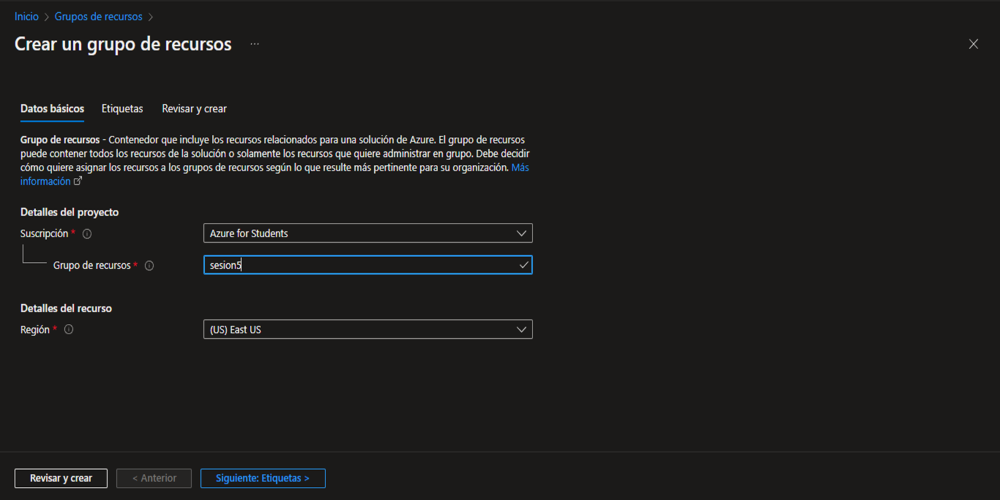 Inicio > Grupos de recursos >
Crear un grupo de recursos ...
Datos básicos Etiquetas Revisar y crear
Grupo de recursos - Contenedor que incluye los recursos relacionados para una solución de Azure. El grupo de recursos
puede contener todos los recursos de la solución o solamente los recursos que quiere administrar en grupo. Debe decidir
cómo quiere asignar los recursos a los grupos de recursos según lo que resulte más pertinente para su organización. Más
información
Detalles del proyecto
Suscripción * Azure for Students
Grupo de recursos * sesion5
Detalles del recurso
Región * (US) East US
Revisar y crear < Anterior Siguiente: Etiquetas >